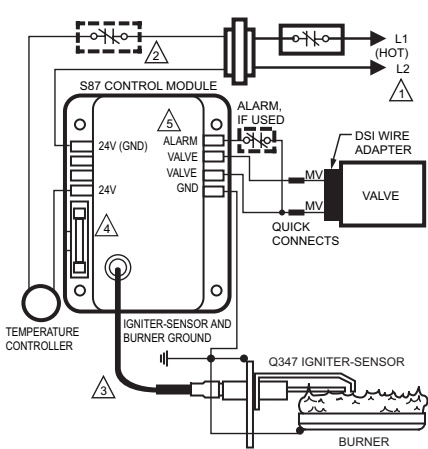 L1
(HOT)
2
L2
1
S87 CONTROL MODULE
ALARM,
IF USED
5
24V (GND)
ALARM
VALVE
VALVE
GND
DSI WIRE
ADAPTER
MV
MV
VALVE
24V
4
QUICK
CONNECTS
TEMPERATURE
CONTROLLER
IGNITER-SENSOR AND
BURNER GROUND
3
Q347 IGNITER-SENSOR
BURNER